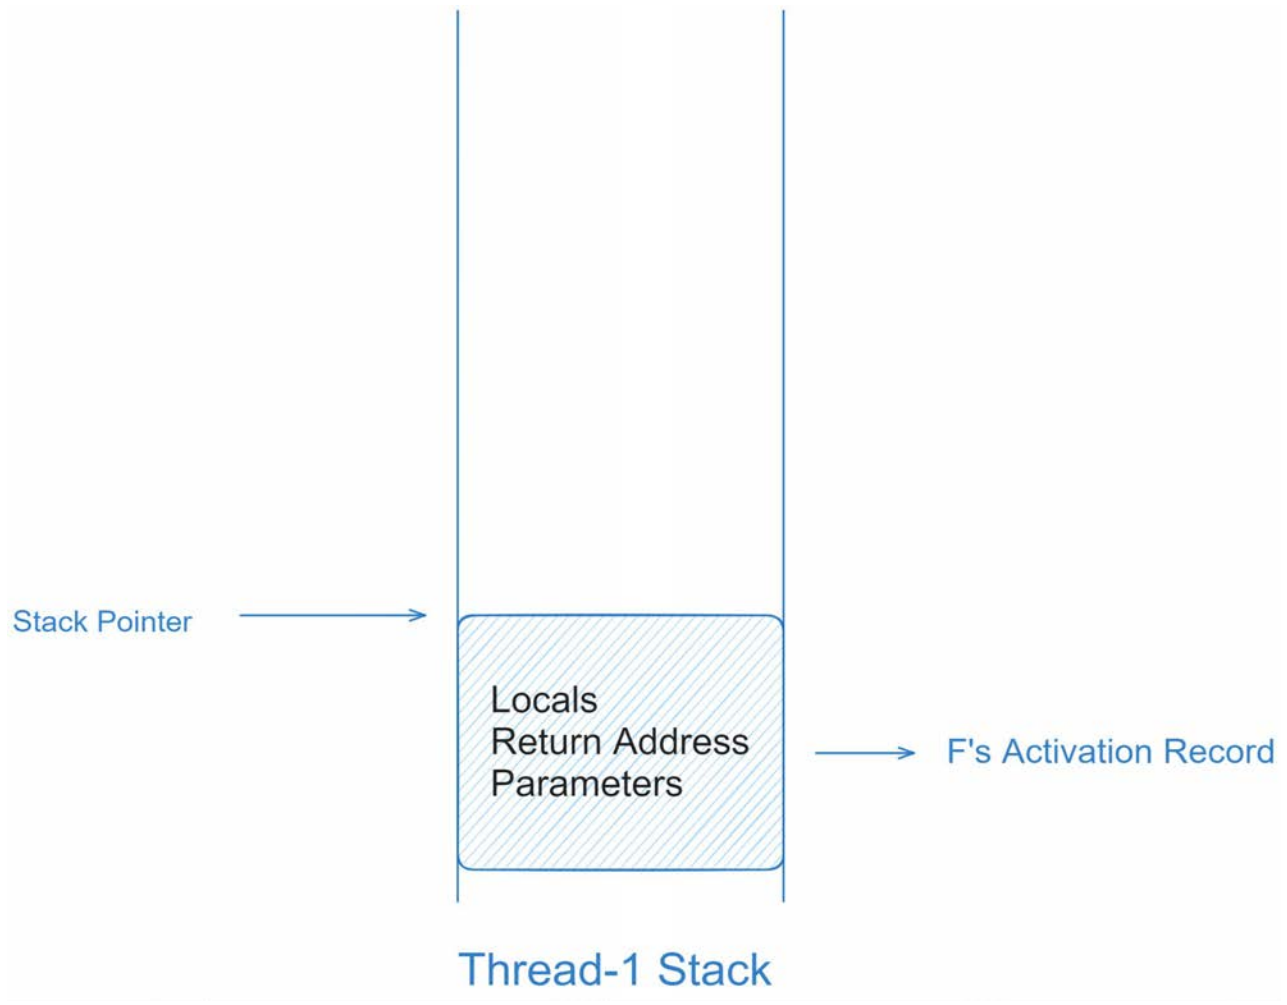 Stack Pointer
Locals
Return Address
Parameters
F's Activation Record
Thread-1 Stack